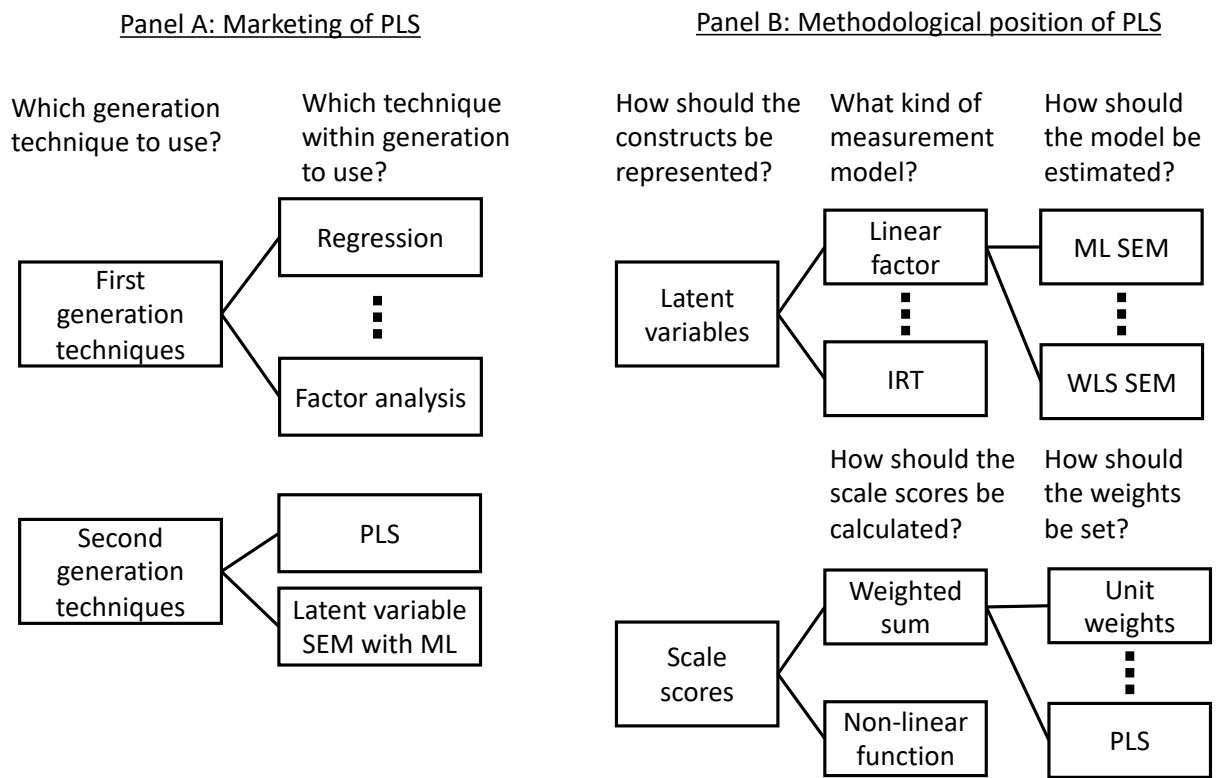 Panel A: Marketing of PLS
Which generation
technique to use?
Which technique
within generation
to use?
First
generation
techniques
Regression
Factor analysis
Second
generation
techniques
PLS
Latent variable
SEM with ML
Panel B: Methodological position of PLS
How should the
constructs be
represented?
What kind of
measurement
model?
How should
the model be
estimated?
Latent
variables
Linear
factor
IRT
ML SEM
WLS SEM
How should the
scale scores be
calculated?
How should
the weights
be set?
Scale
scores
Weighted
sum
Non-linear
function
Unit
weights
PLS